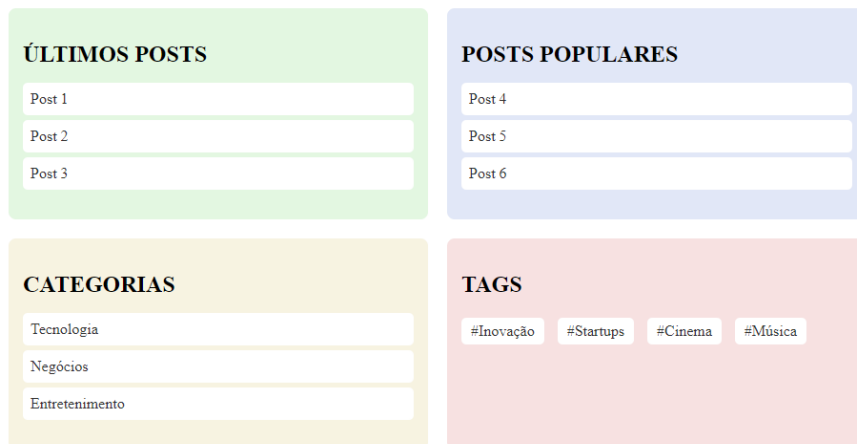 ÚLTIMOS POSTS
Post 1
Post 2
Post 3
POSTS POPULARES
Post 4
Post 5
Post 6
CATEGORIAS
Tecnologia
Negócios
Entretenimento
TAGS
#Inovação #Startups #Cinema #Música